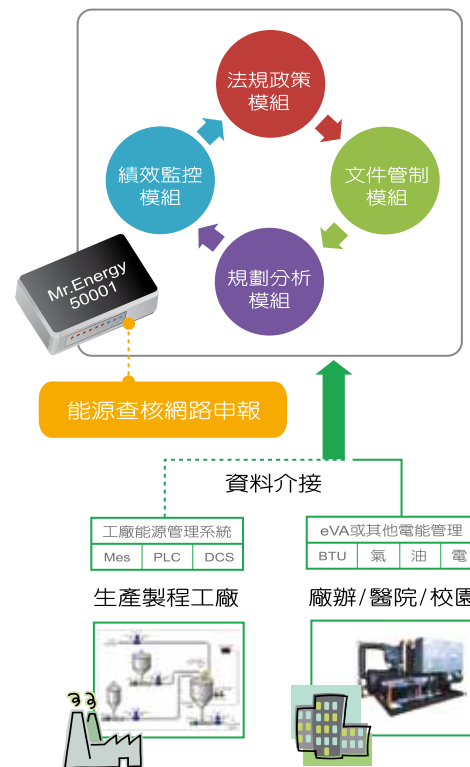 法規政策
模組
績效監控
模組
文件管制
模組
規劃分析
模組
Mr.Energy
50001
能源查核網路申報
資料介接
工廠能源管理系統
Mes PLC DCS
eVA或其他電能管理
BTU 氣 油 電
生產製程工廠
廠辦/醫院/校園